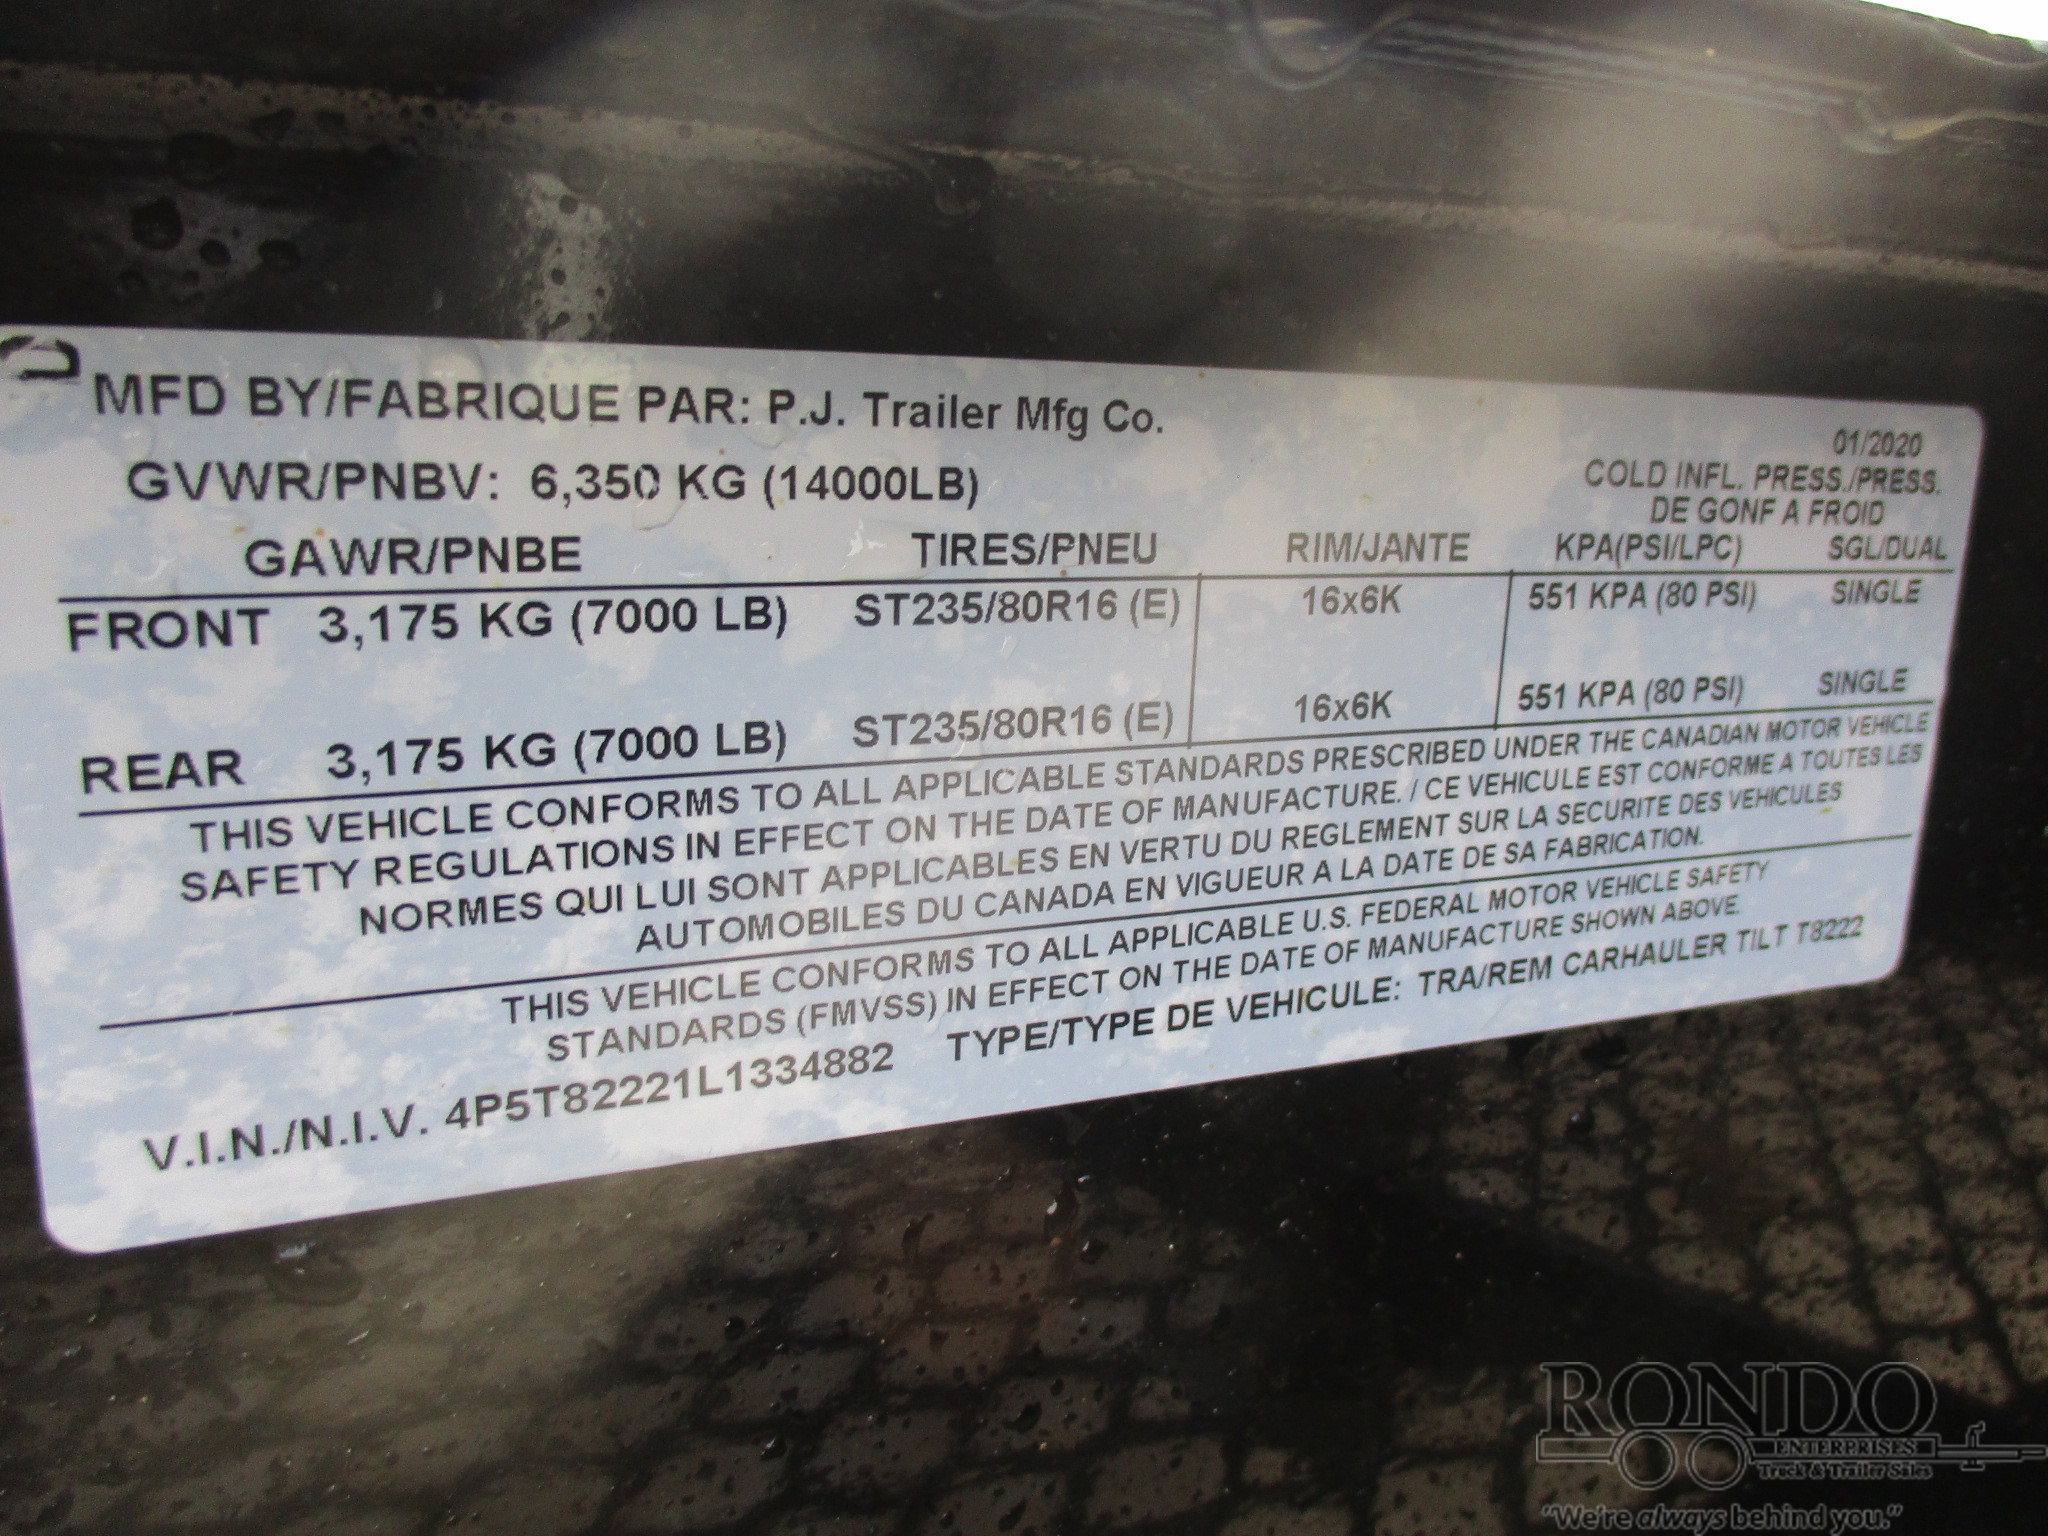 MFD BY/FABRIQUE PAR: P.J. Trailer Mfg Co.
01/2020
GVWR/PNBV: 6,350 KG (14000LB)
COLD INFL. PRESS./PRESS.
DE GONF A FROID
GAWR/PNBE TIRES/PNEU RIM/JANTE KPA(PSI/LPC) SGL/DUAL
FRONT 3,175 KG (7000 LB) ST235/80R16 (E) 16x6K 551 KPA (80 PSI) SINGLE
REAR 3,175 KG (7000 LB) ST235/80R16 (E) 16x6K 551 KPA (80 PSI) SINGLE
THIS VEHICLE CONFORMS TO ALL APPLICABLE STANDARDS PRESCRIBED UNDER THE CANADIAN MOTOR VEHICLE
SAFETY REGULATIONS IN EFFECT ON THE DATE OF MANUFACTURE. / CE VEHICULE EST CONFORME A TOUTES LES
NORMES QUI LUI SONT APPLICABLES EN VERTU DU REGLEMENT SUR LA SECURITE DES VEHICULES
AUTOMOBILES DU CANADA EN VIGUEUR A LA DATE DE SA FABRICATION.
THIS VEHICLE CONFORMS TO ALL APPLICABLE U.S. FEDERAL MOTOR VEHICLE SAFETY
STANDARDS (FMVSS) IN EFFECT ON THE DATE OF MANUFACTURE SHOWN ABOVE.
V.I.N./N.I.V. 4P5T82221L1334882 TYPE/TYPE DE VEHICULE: TRA/REM CARHAULER TILT T8222
RONDO
ENTERPRISES
Truck & Trailer Sales
"We're always behind you."